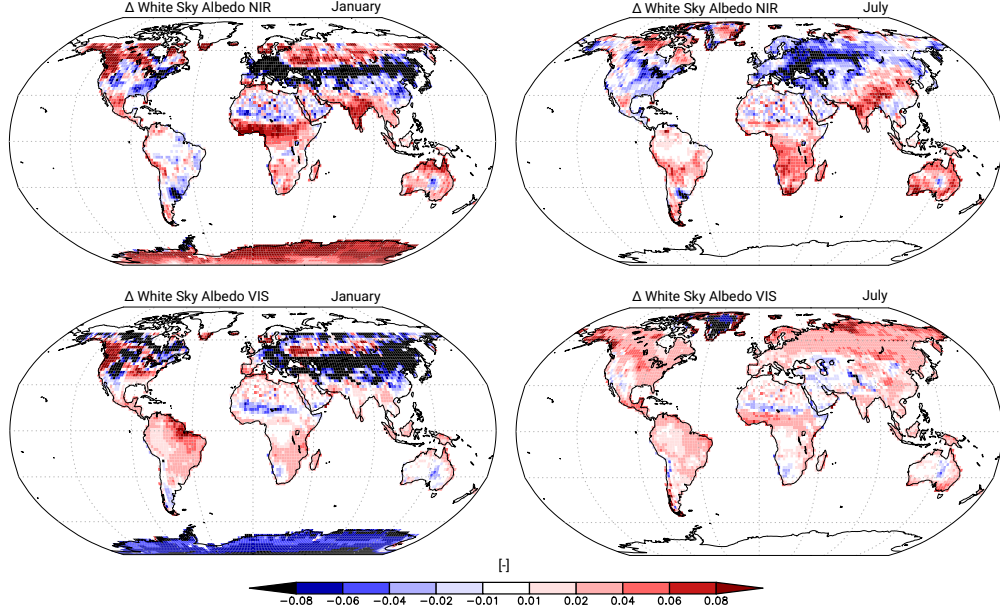 Δ White Sky Albedo NIR January
Δ White Sky Albedo NIR July
Δ White Sky Albedo VIS January
Δ White Sky Albedo VIS July
[-]
−0.08 −0.06 −0.04 −0.02 −0.01 0.01 0.02 0.04 0.06 0.08